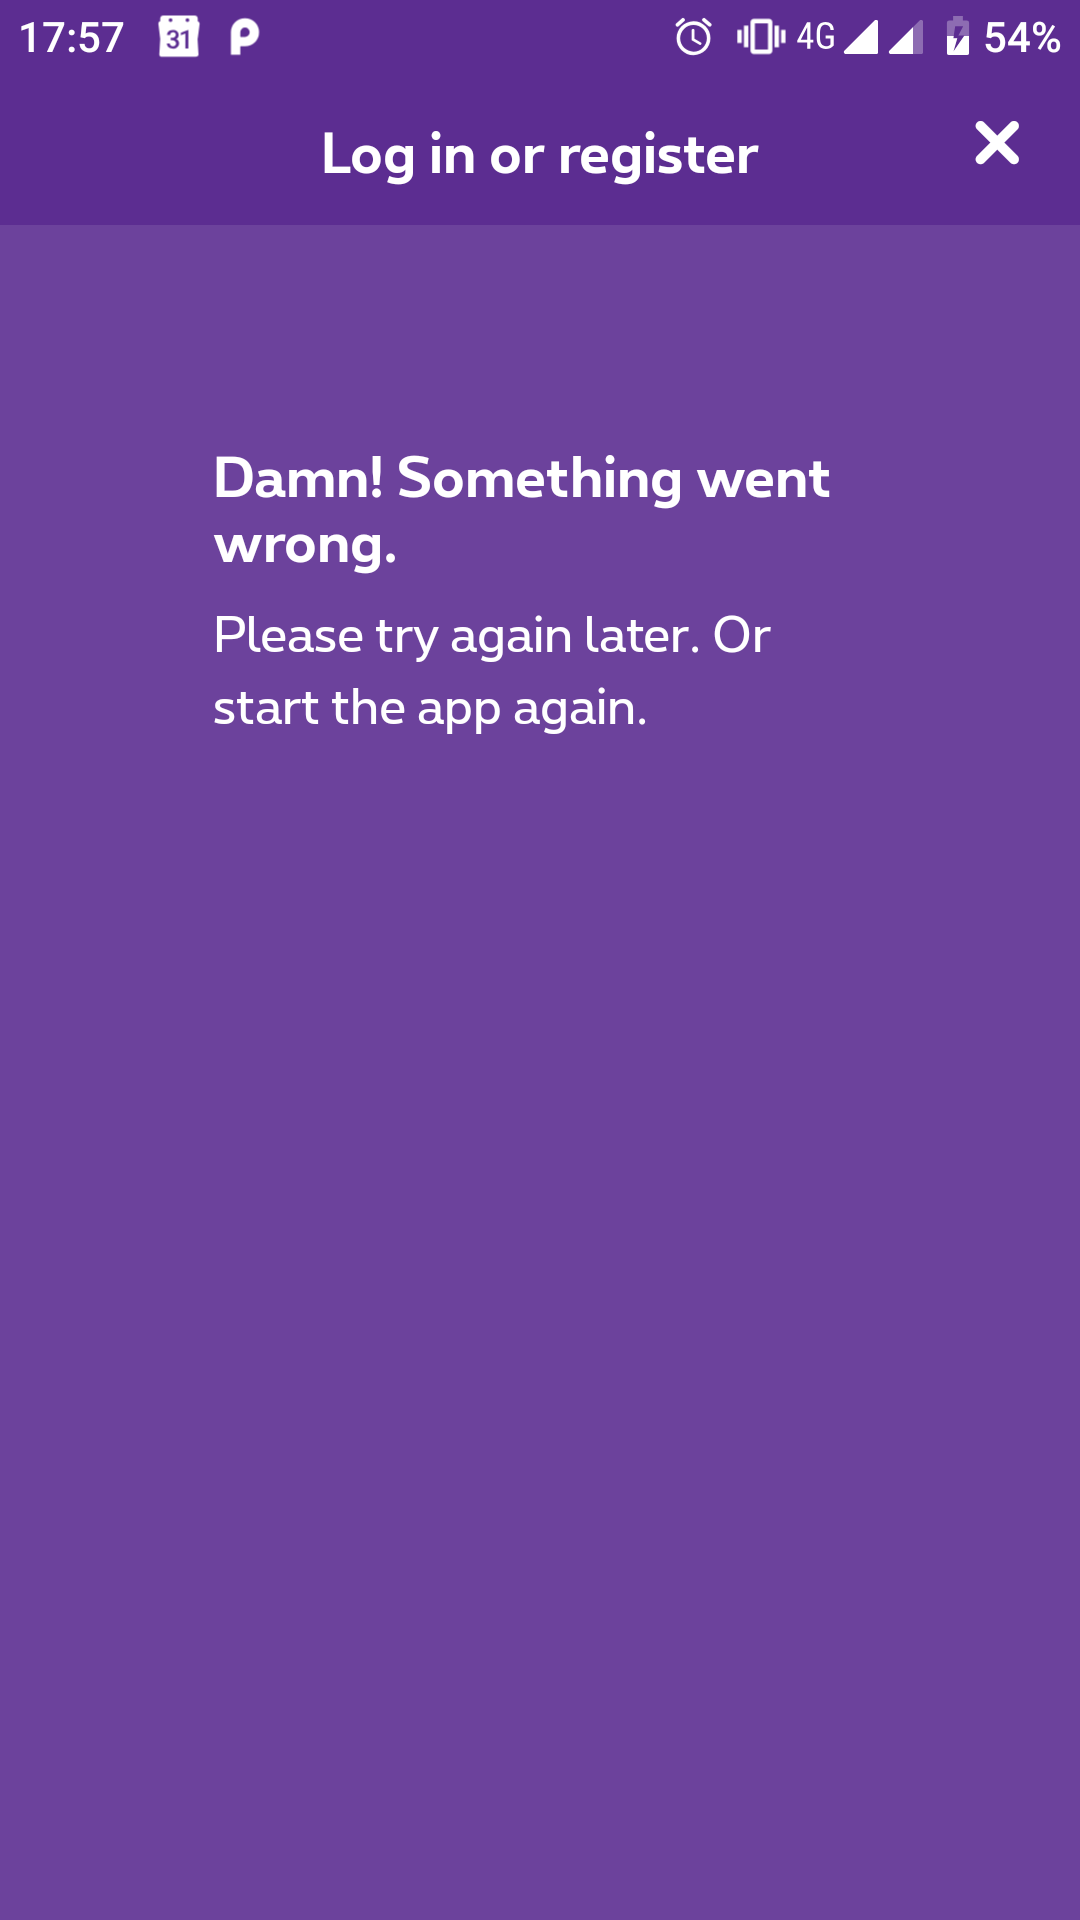 17:57 31 4G 54%
Log in or register
Damn! Something went
wrong.
Please try again later. Or
start the app again.